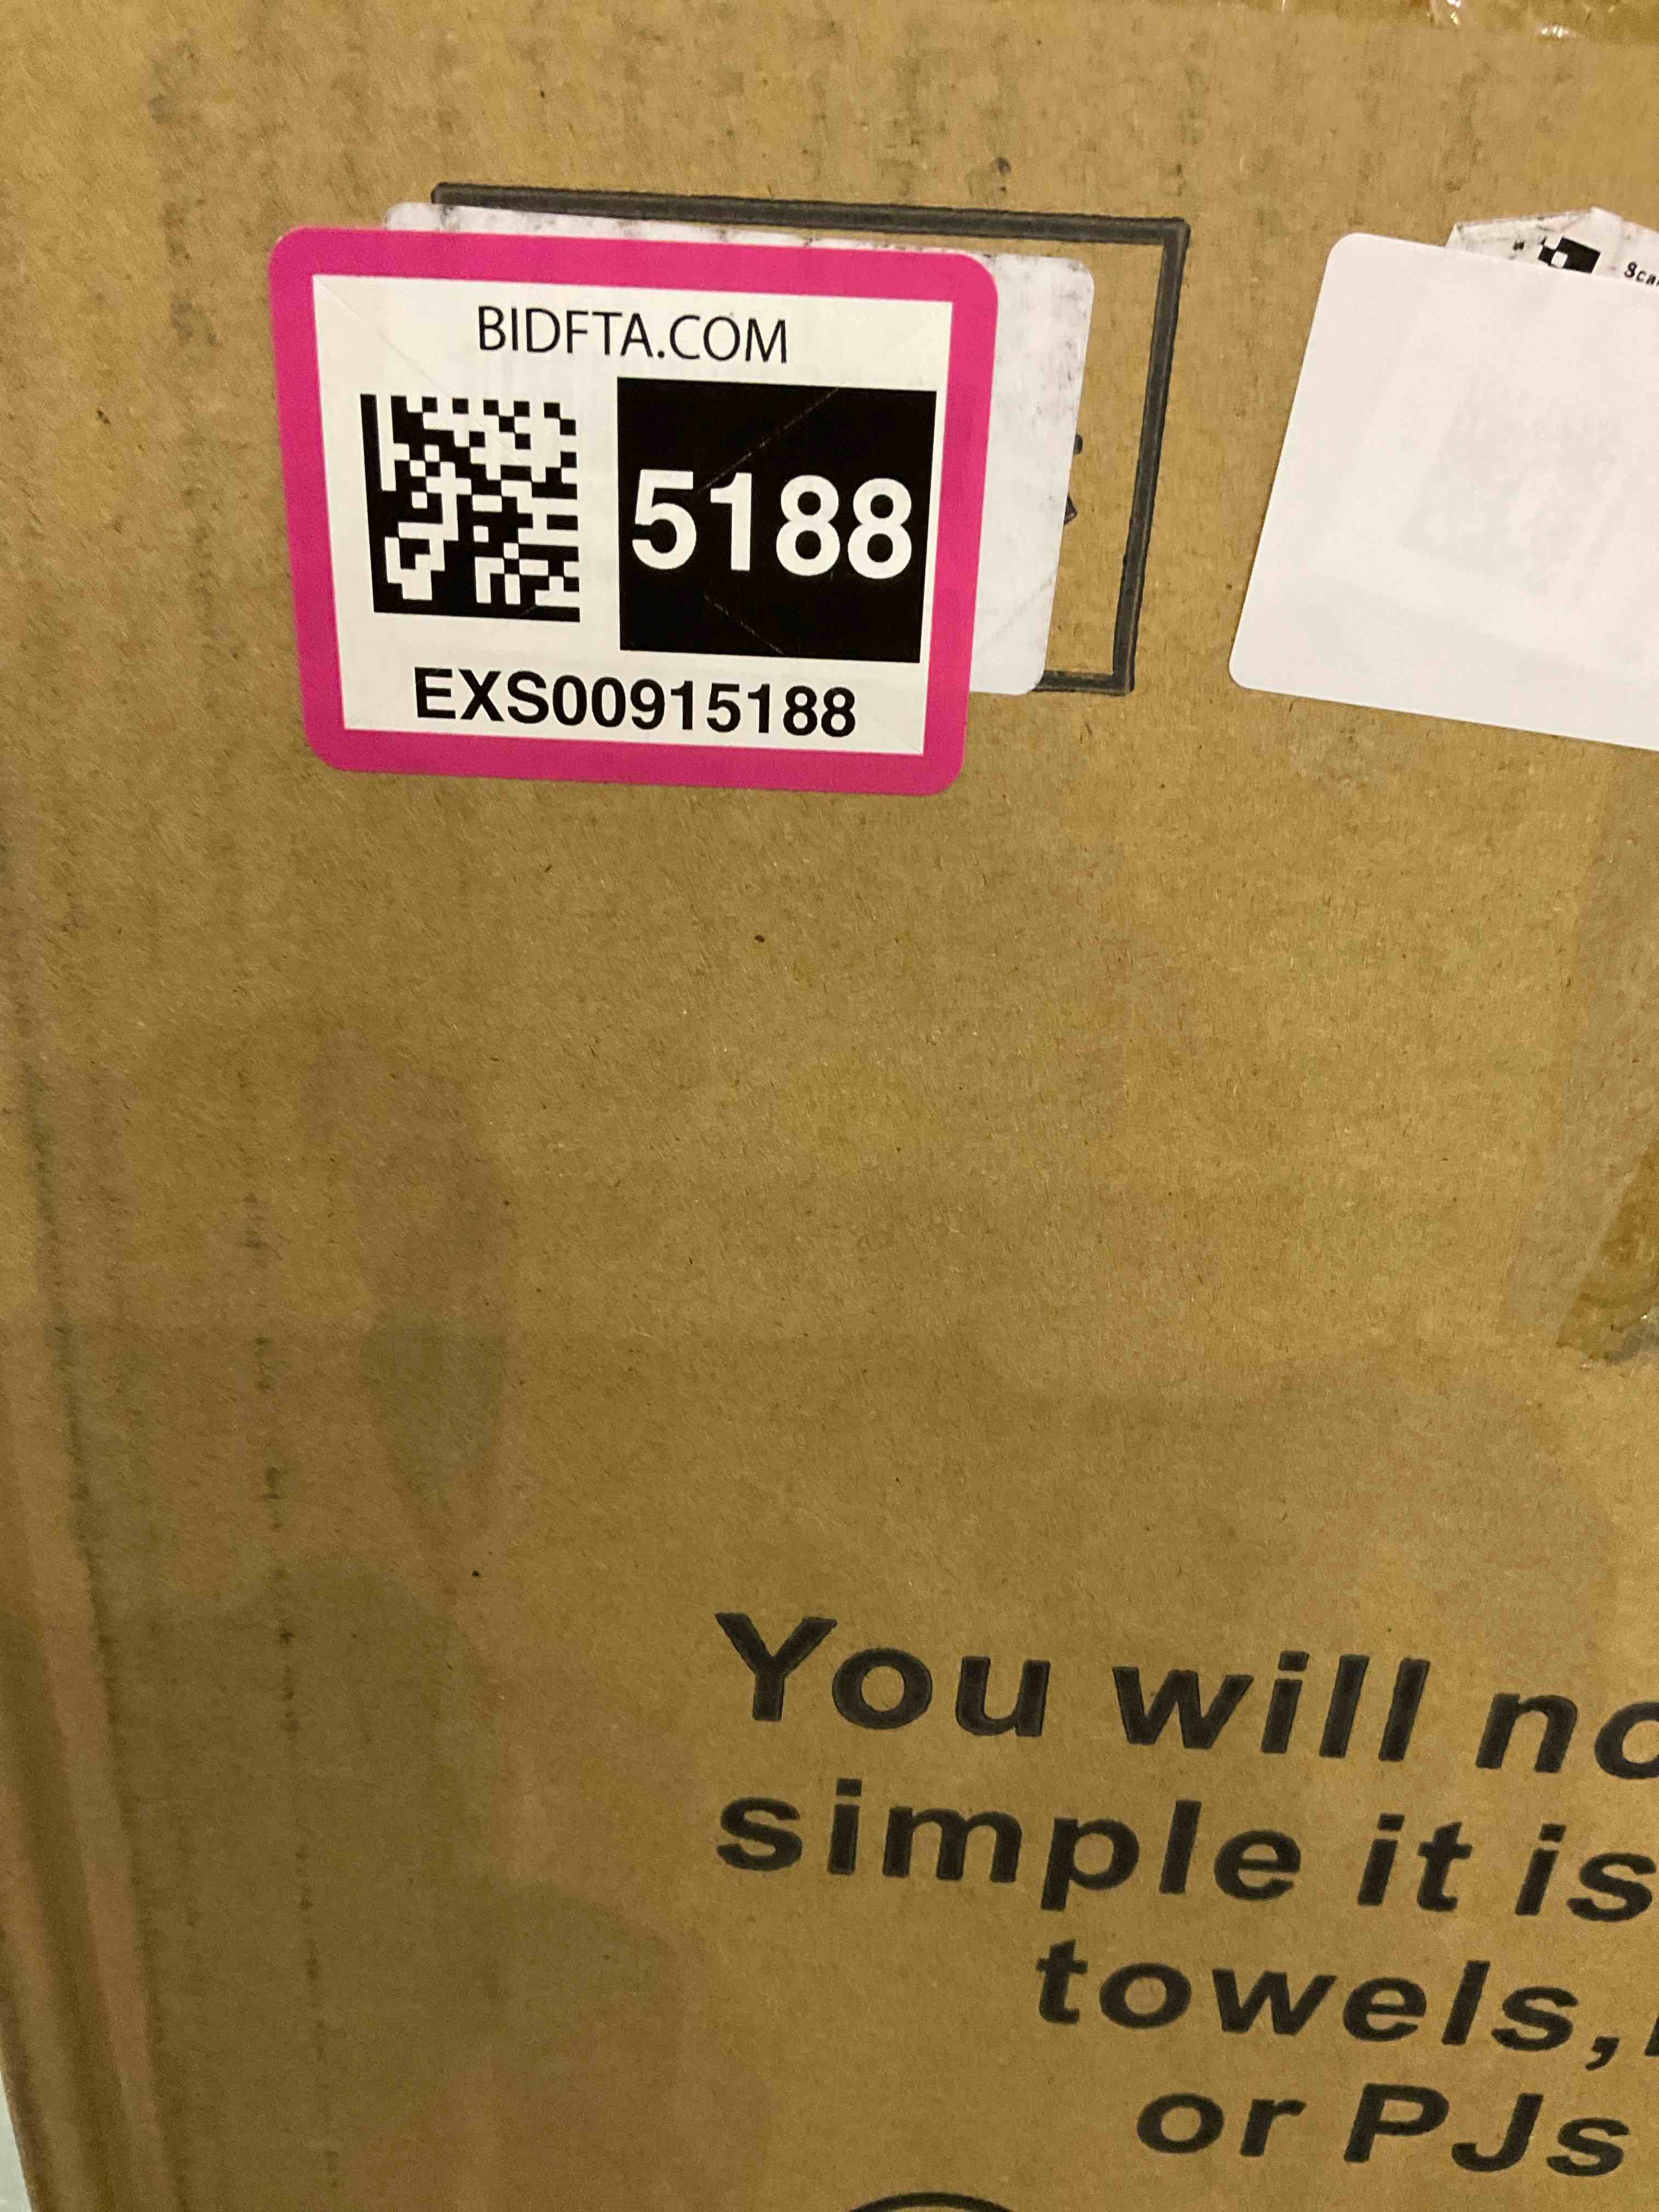 BIDFTA.COM
5188
EXS00915188
You will
simple it is
towels,
or PJs